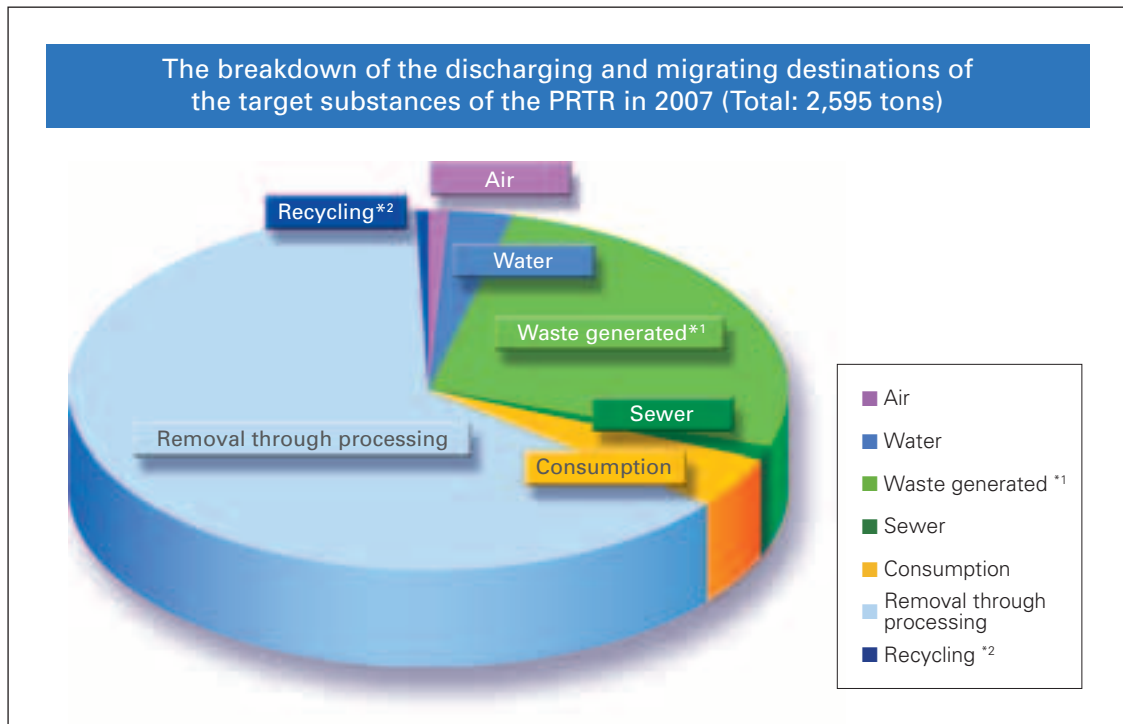 The breakdown of the discharging and migrating destinations of
the target substances of the PRTR in 2007 (Total: 2,595 tons)
Air
Recycling*2
Water
Waste generated*1
Sewer
Removal through processing
Consumption
Air
Water
Waste generated *1
Sewer
Consumption
Removal through
processing
Recycling *2